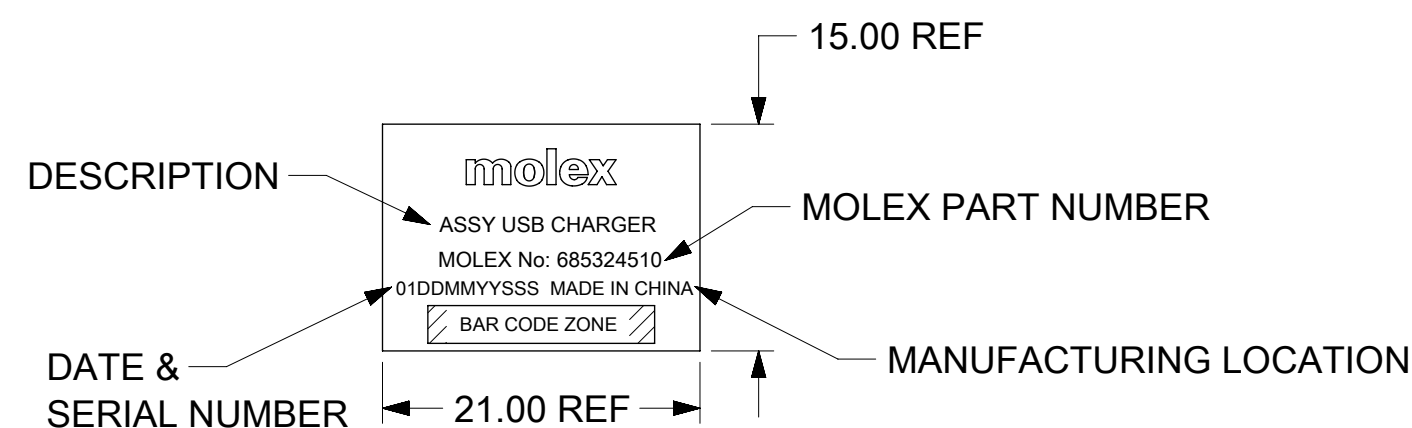 15.00 REF
molex
DESCRIPTION
ASSY USB CHARGER
MOLEX PART NUMBER
MOLEX No: 685324510
01DDMMYYSSS MADE IN CHINA
BAR CODE ZONE
DATE &
SERIAL NUMBER
MANUFACTURING LOCATION
21.00 REF